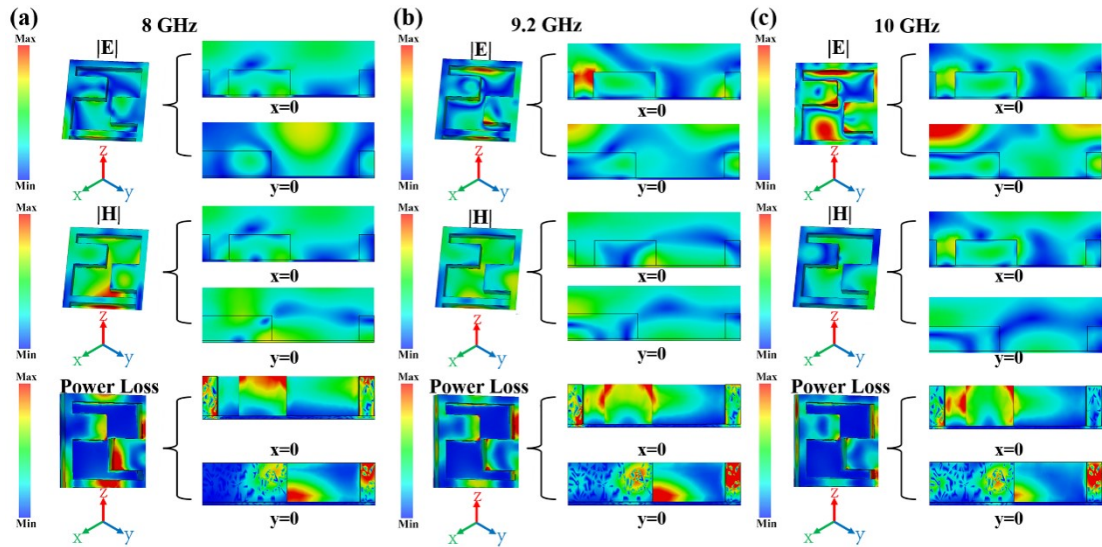 (a) 8 GHz
Max
Min
|E|
x=0
y=0
z
x
y
Max
Min
|H|
x=0
y=0
z
x
y
Max
Min
Power Loss
x=0
y=0
z
x
y
(b) 9.2 GHz
Max
Min
|E|
x=0
y=0
z
x
y
Max
Min
|H|
x=0
y=0
z
x
y
Max
Min
Power Loss
x=0
y=0
z
x
y
(c) 10 GHz
Max
Min
|E|
x=0
y=0
z
x
y
Max
Min
|H|
x=0
y=0
z
x
y
Max
Min
Power Loss
x=0
y=0
z
x
y